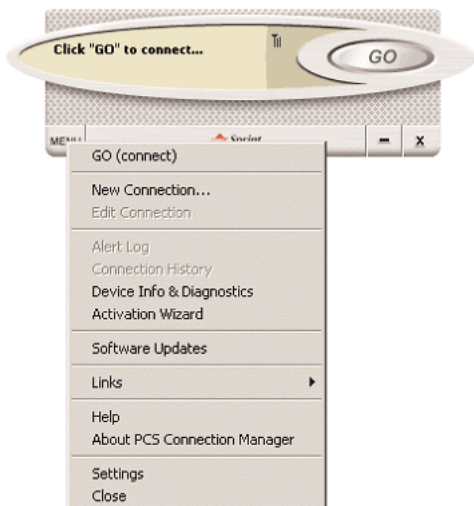 Click "GO" to connect...
GO
MENU
Sprint
X
GO (connect)
New Connection...
Edit Connection
Alert Log
Connection History
Device Info & Diagnostics
Activation Wizard
Software Updates
Links
Help
About PCS Connection Manager
Settings
Close